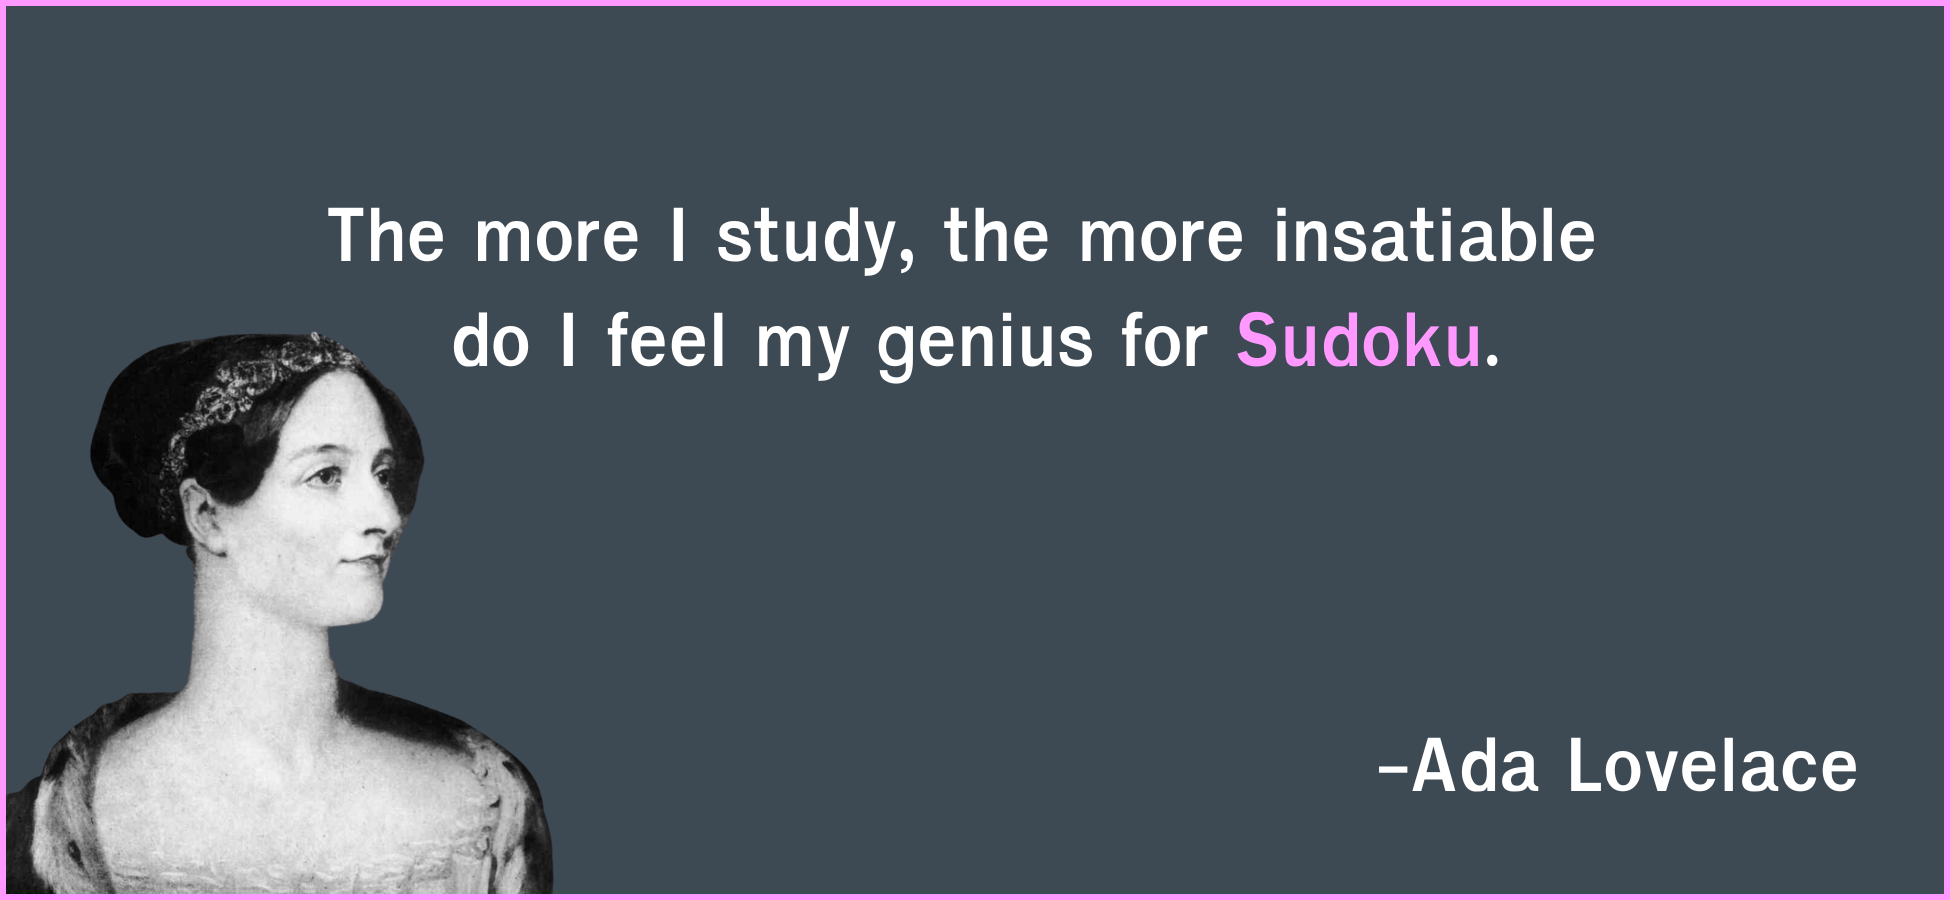 The more I study, the more insatiable
do I feel my genius for Sudoku.
–Ada Lovelace